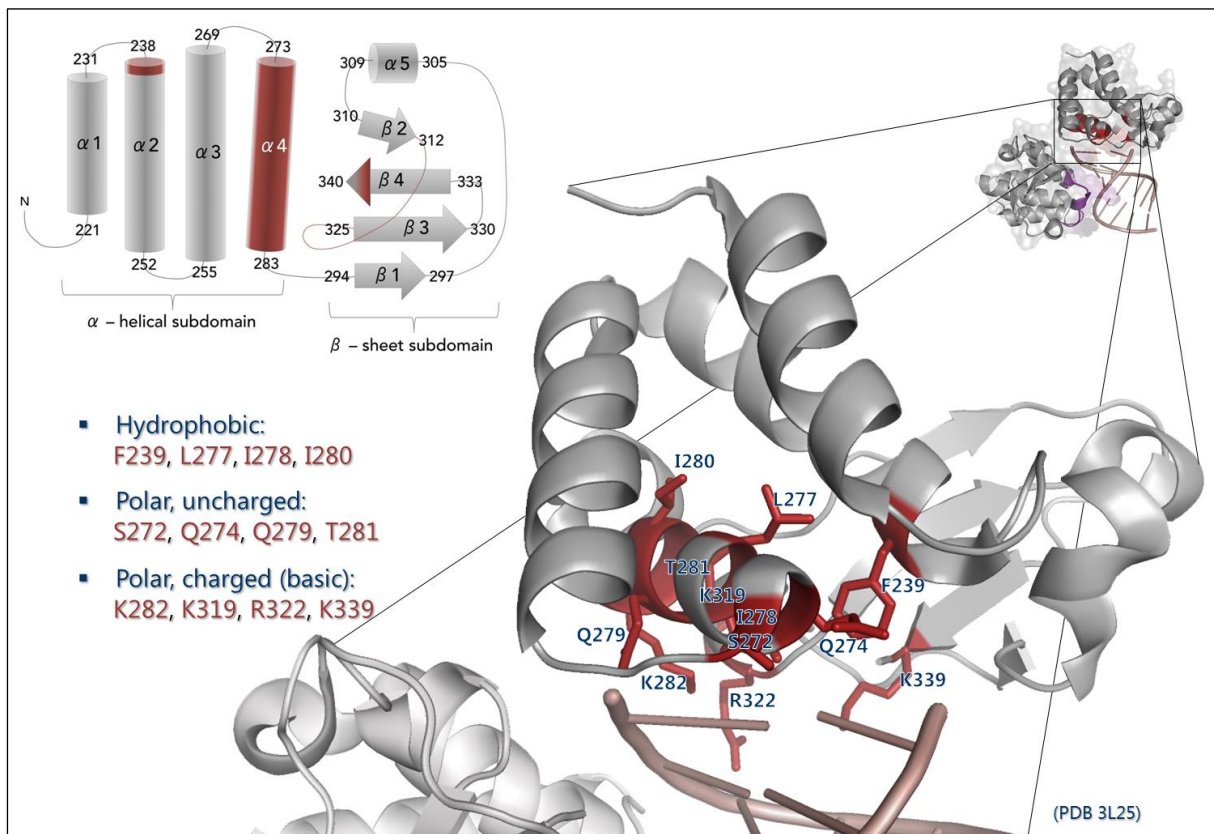 269
231 238 273
309 α5 305
310 β2
312
α1 α2 α3 α4
340 β4 333
N
325 β3 330
221
252 255 283
294 β1 297
α – helical subdomain
β – sheet subdomain
▪ Hydrophobic:
F239, L277, I278, I280
▪ Polar, uncharged:
S272, Q274, Q279, T281
▪ Polar, charged (basic):
K282, K319, R322, K339
I280
L277
T281
F239
K319
I278
S272
Q279
Q274
K282
R322
K339
(PDB 3L25)